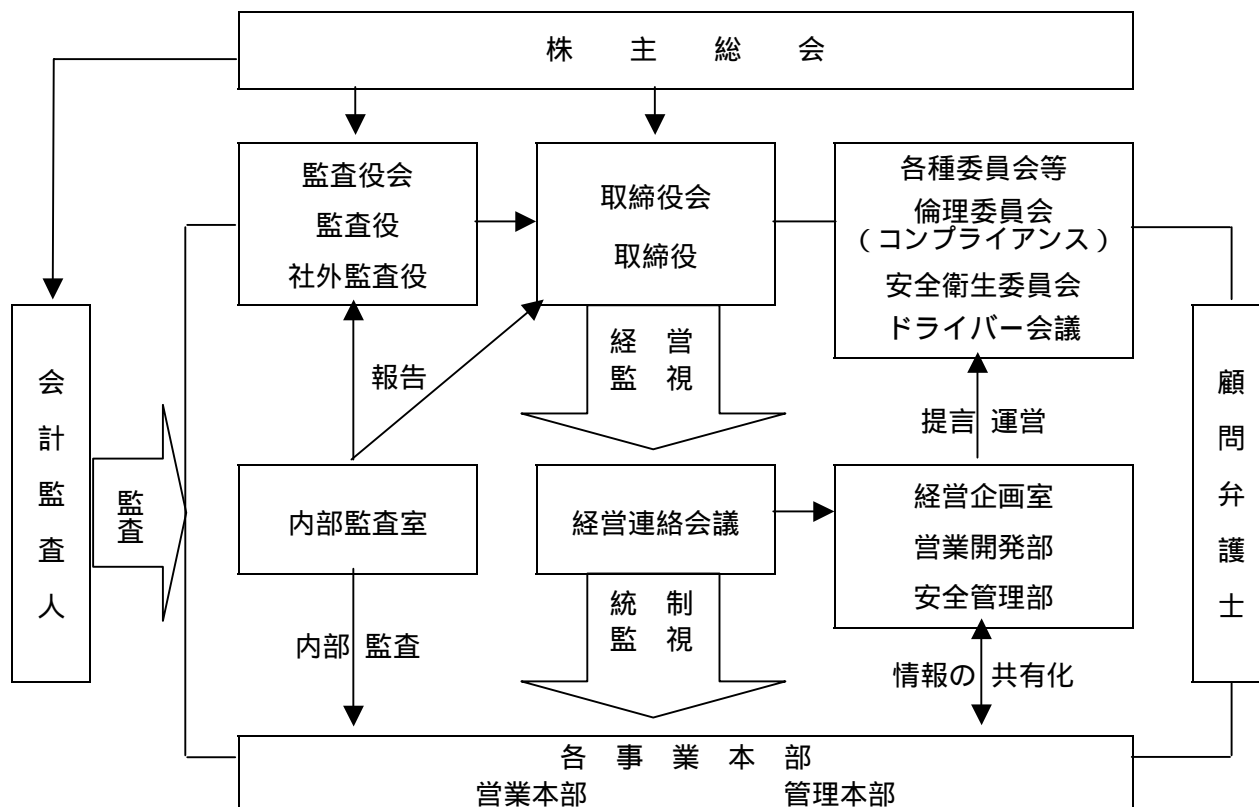 株 主 総 会
監査役会
監査役
社外監査役
取締役会
取締役
各種委員会等
倫理委員会
(コンプライアンス)
安全衛生委員会
ドライバー会議
会計監査人
監査
報告
経 営
監 視
提言 運営
顧問弁護士
内部監査室
経営連絡会議
経営企画室
営業開発部
安全管理部
内部 監査
統 制
監 視
情報の 共有化
各 事 業 本 部
営業本部 管理本部